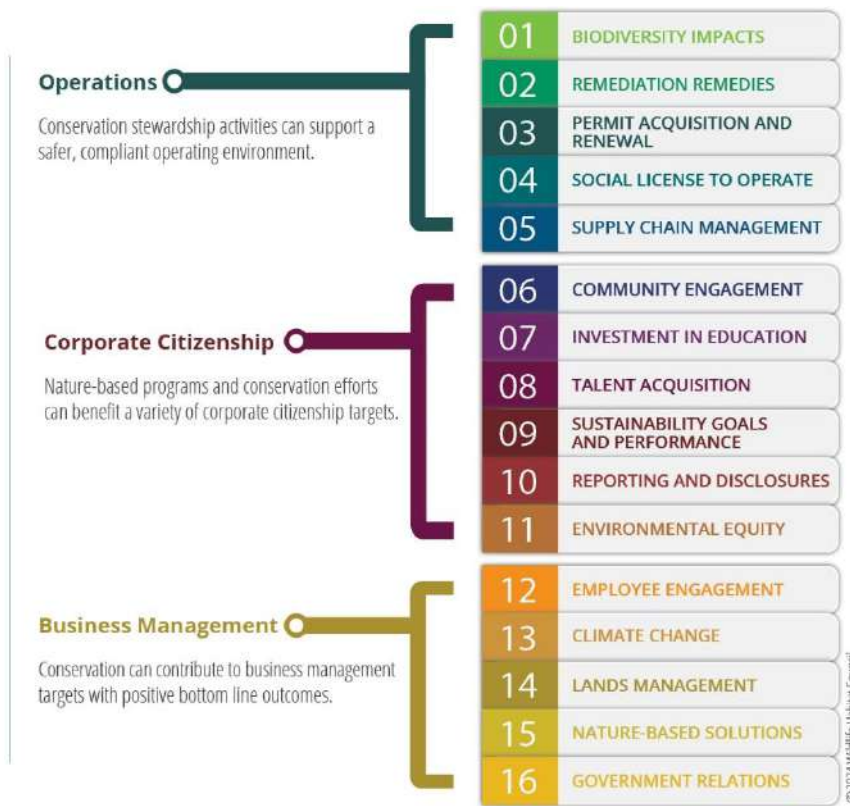 Operations
Conservation stewardship activities can support a
safer, compliant operating environment.
01 BIODIVERSITY IMPACTS
02 REMEDIATION REMEDIES
03 PERMIT ACQUISITION AND
RENEWAL
04 SOCIAL LICENSE TO OPERATE
05 SUPPLY CHAIN MANAGEMENT
Corporate Citizenship
Nature-based programs and conservation efforts
can benefit a variety of corporate citizenship targets.
06 COMMUNITY ENGAGEMENT
07 INVESTMENT IN EDUCATION
08 TALENT ACQUISITION
09 SUSTAINABILITY GOALS
AND PERFORMANCE
10 REPORTING AND DISCLOSURES
11 ENVIRONMENTAL EQUITY
Business Management
Conservation can contribute to business management
targets with positive bottom line outcomes.
12 EMPLOYEE ENGAGEMENT
13 CLIMATE CHANGE
14 LANDS MANAGEMENT
15 NATURE-BASED SOLUTIONS
16 GOVERNMENT RELATIONS